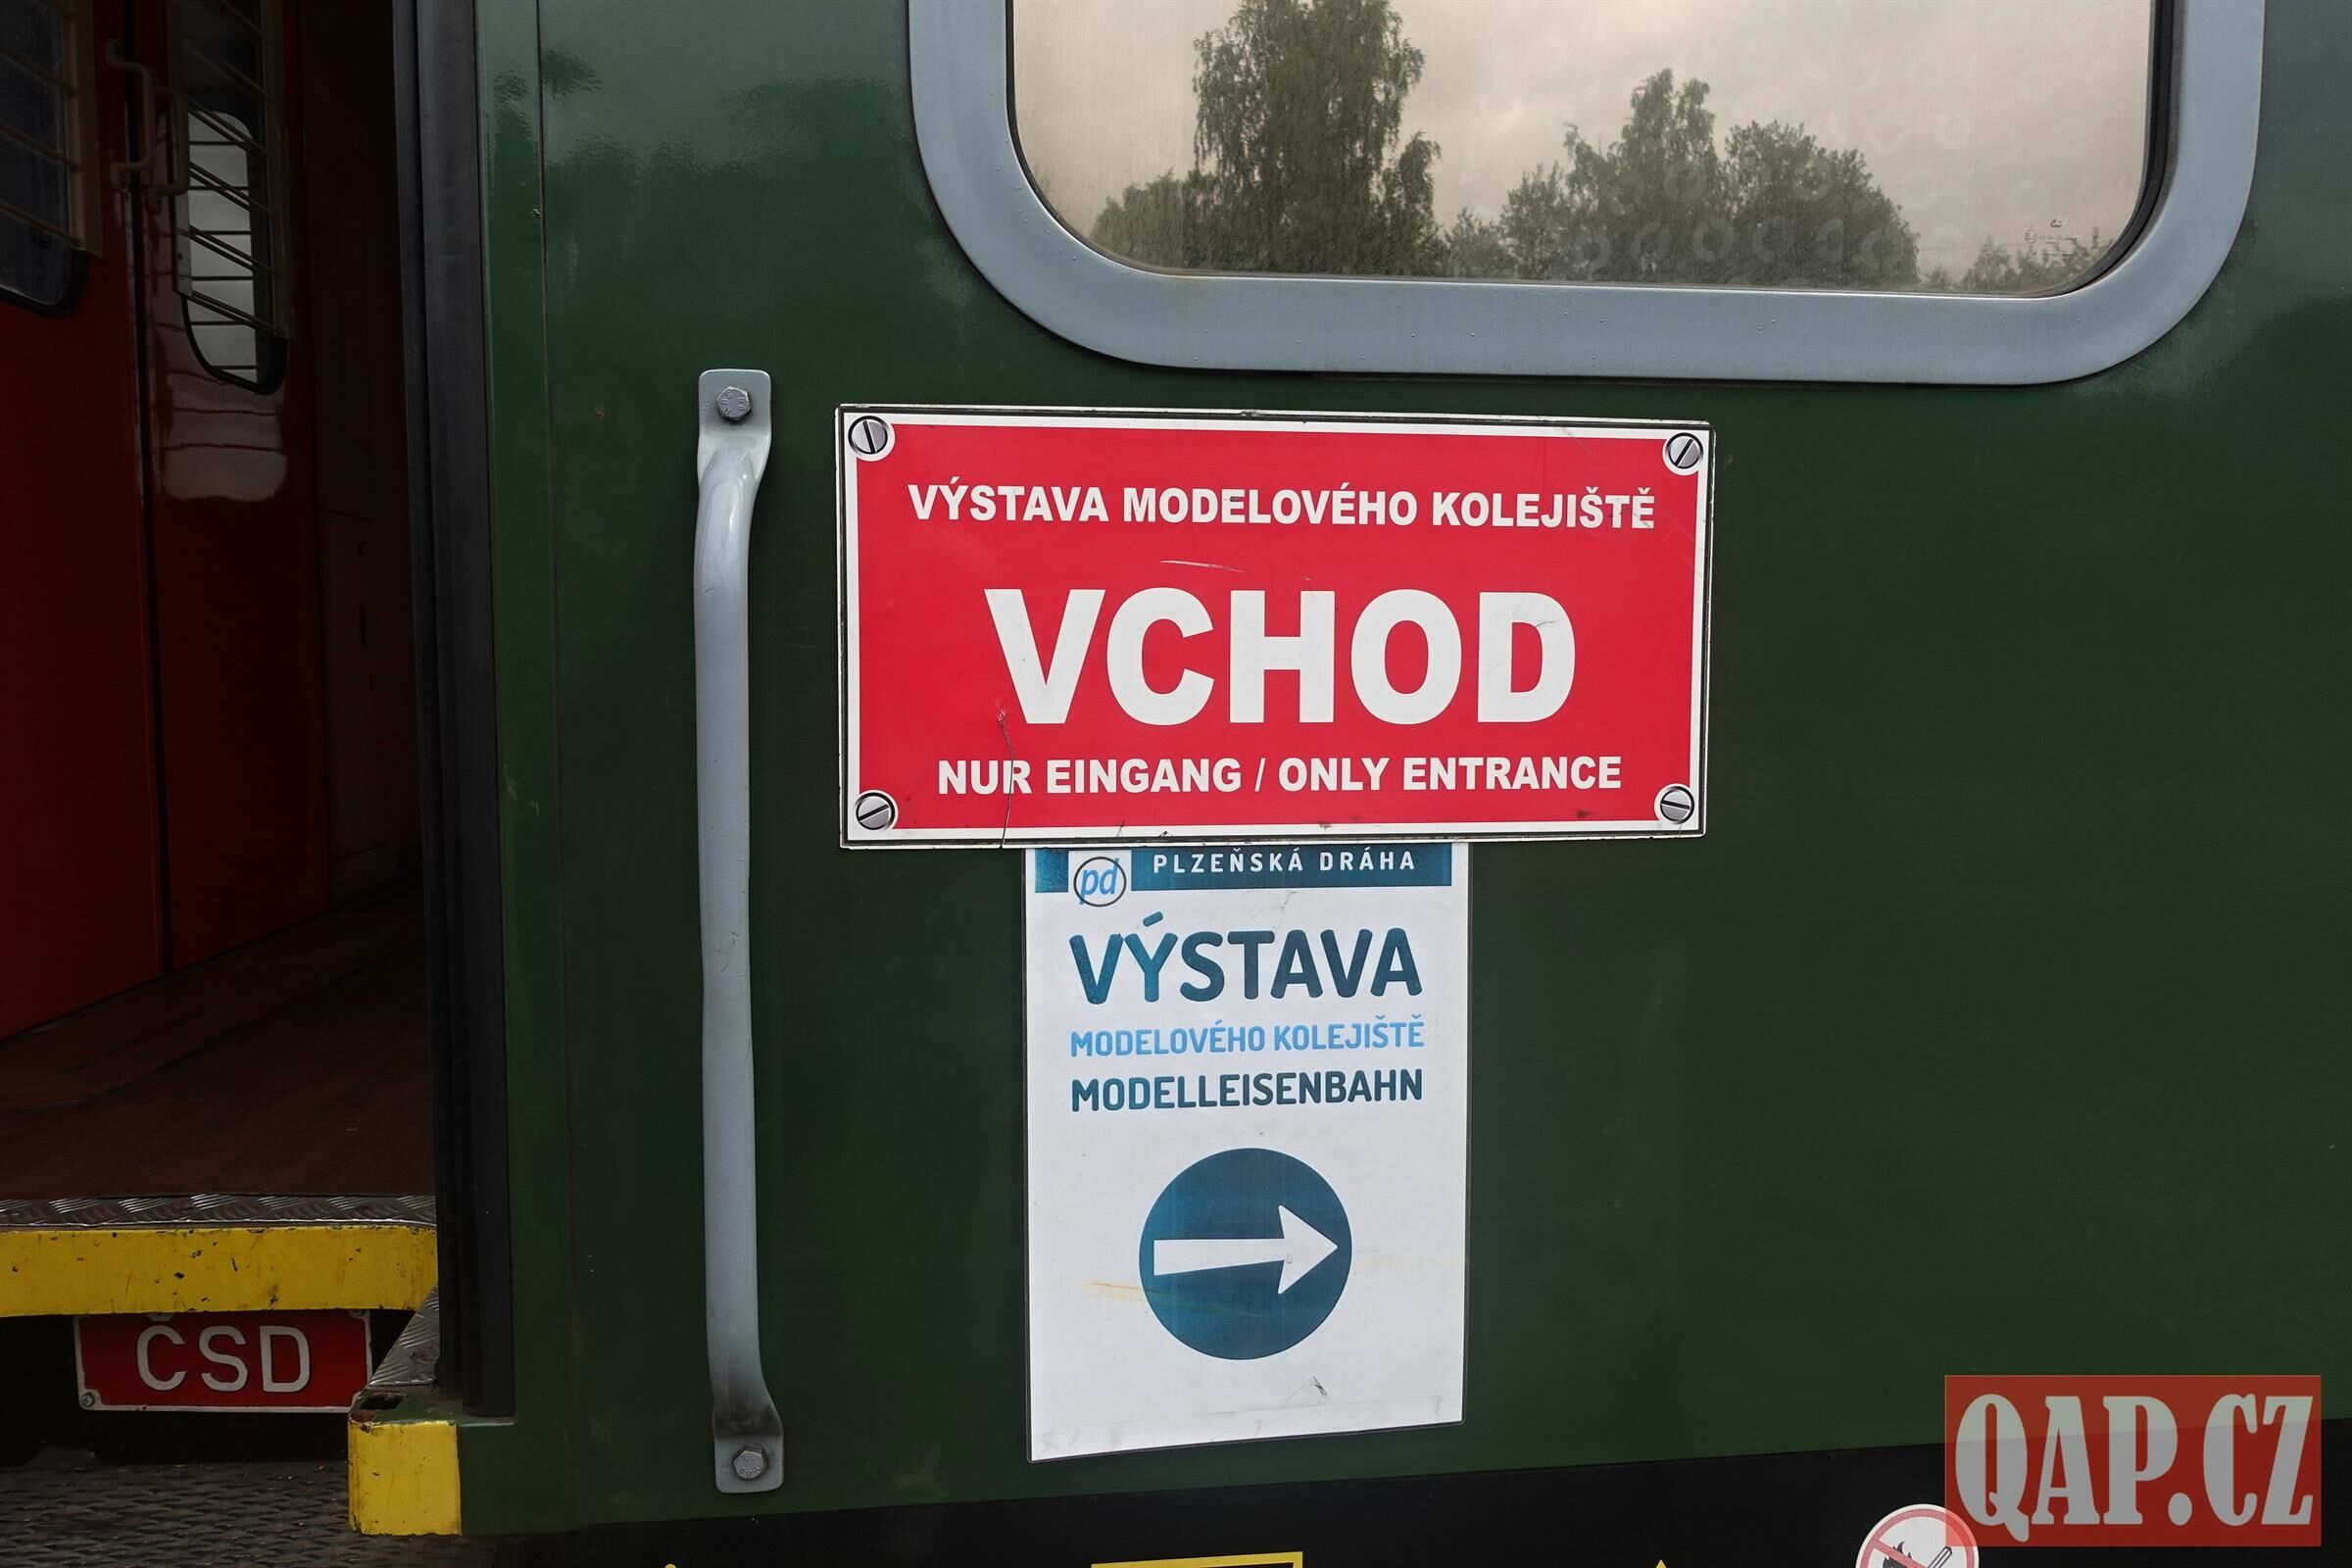 VÝSTAVA MODELOVÉHO KOLEJIŠTĚ
VCHOD
NUR EINGANG / ONLY ENTRANCE
pd PLZEŇSKÁ DRÁHA
VÝSTAVA
MODELOVÉHO KOLEJIŠTĚ
MODELLEISENBAHN
ČSD
QAP.CZ